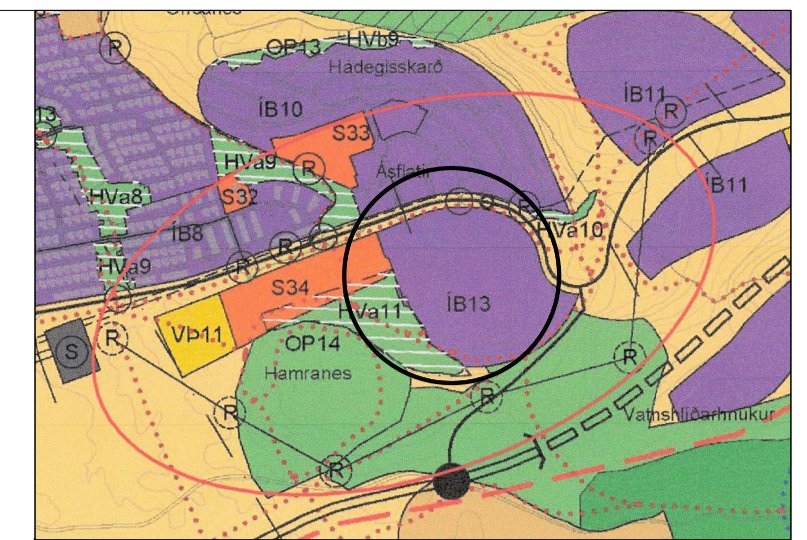 R
OP13
HVb9
Hádegisskarð
ÍB11
R
13
ÍB10
S33
R
HVa9
R
Ásflatir
HVa8
S32
ÍB11
ÍB8
HVa10
R
HVa9
R
S34
ÍB13
HVa11
VÞ11
OP14
R
S
R
Hamranes
R
R
Vatnshlíðarhnúkur
R